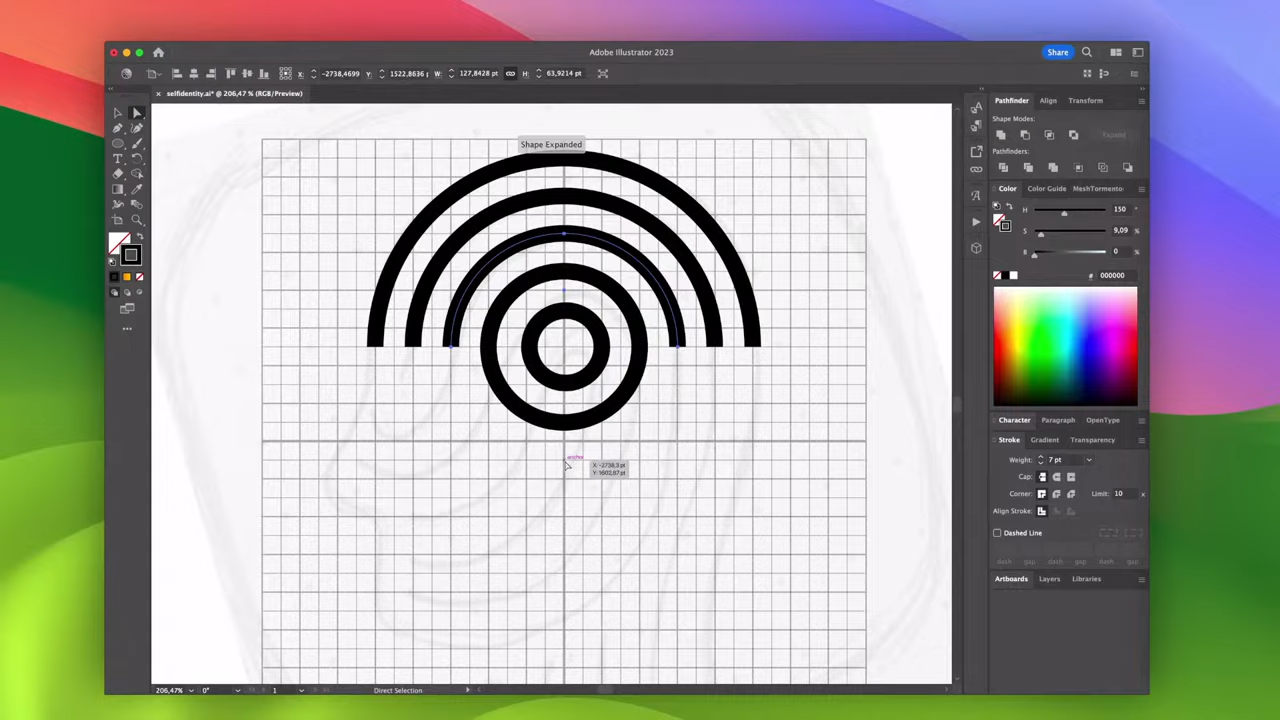 Adobe Illustrator 2023
Share
X: -2738,4699 Y: 1522,8636 W: 127,8428 pt H: 63,9214 pt
× selfidentity.ai* @ 206,47 % (RGB/Preview)
Pathfinder Align Transform
Shape Modes:
Expand
Pathfinders:
Color Color Guide MeshTormento
H 150 °
S 9,09 %
B 0 %
# 000000
Character Paragraph OpenType
Stroke Gradient Transparency
Weight: 7 pt
Cap:
Corner: Limit: 10 x
Align Stroke:
Dashed Line
dash gap dash gap dash gap
Artboards Layers Libraries
Shape Expanded
anchor
X: -2738,3 pt
Y: 1602,67 pt
206,47% 0° 1 Direct Selection